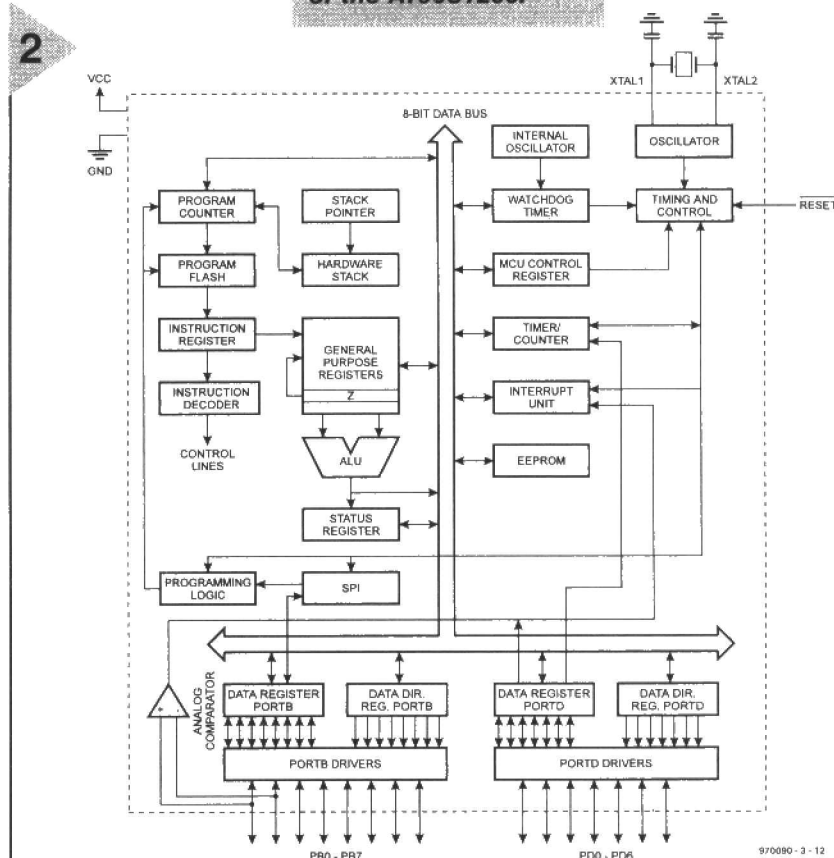 of the AT90S1200.
2
VCC
GND
XTAL1
XTAL2
8-BIT DATA BUS
INTERNAL
OSCILLATOR
OSCILLATOR
PROGRAM
COUNTER
STACK
POINTER
WATCHDOG
TIMER
TIMING AND
CONTROL
RESET
PROGRAM
FLASH
HARDWARE
STACK
MCU CONTROL
REGISTER
INSTRUCTION
REGISTER
GENERAL
PURPOSE
REGISTERS
Z
TIMER/
COUNTER
INSTRUCTION
DECODER
INTERRUPT
UNIT
CONTROL
LINES
ALU
EEPROM
STATUS
REGISTER
PROGRAMMING
LOGIC
SPI
ANALOG
COMPARATOR
DATA REGISTER
PORTB
DATA DIR.
REG. PORTB
DATA REGISTER
PORTD
DATA DIR.
REG. PORTD
PORTB DRIVERS
PORTD DRIVERS
PB0 - PB7
PD0 - PD6
970090 - 3 - 12